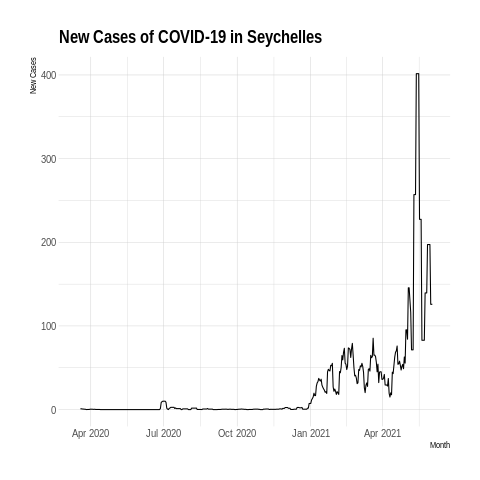 New Cases of COVID-19 in Seychelles
New Cases
400
300
200
100
0
Apr 2020 Jul 2020 Oct 2020 Jan 2021 Apr 2021
Month